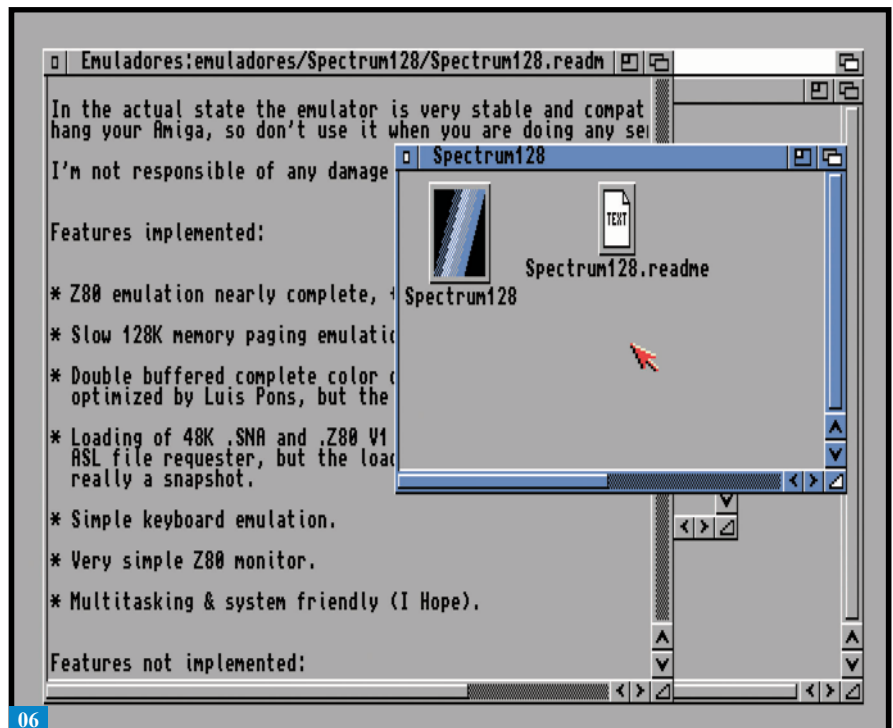 Emuladores:emuladores/Spectrum128/Spectrum128.readm
In the actual state the emulator is very stable and compat
hang your Amiga, so don't use it when you are doing any
I'm not responsible of any damage
Features implemented:
* Z80 emulation nearly complete,
* Slow 128K memory paging
* Double buffered complete color
optimized by Luis Pons, but the
* Loading of 48K .SNA and .Z80 V1
ASL file requester, but the
really a snapshot.
* Simple keyboard emulation.
* Very simple Z80 monitor.
* Multitasking & system friendly (I Hope).
Features not implemented:
Spectrum128
TEXT
Spectrum128.readme
Spectrum128
06